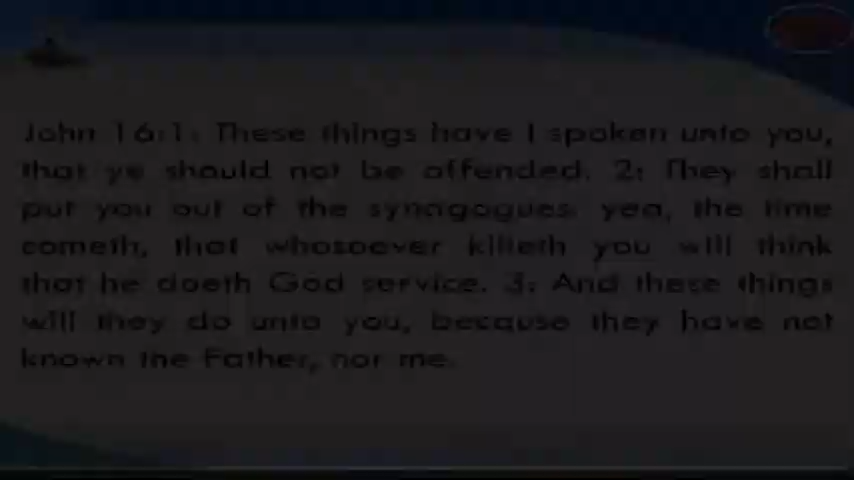 John 16:1: These things have I spoken unto you,
that ye should not be offended. 2: They shall
put you out of the synagogues: yea, the time
cometh, that whosoever killeth you will think
that he doeth God service. 3: And these things
will they do unto you, because they have not
known the Father, nor me.